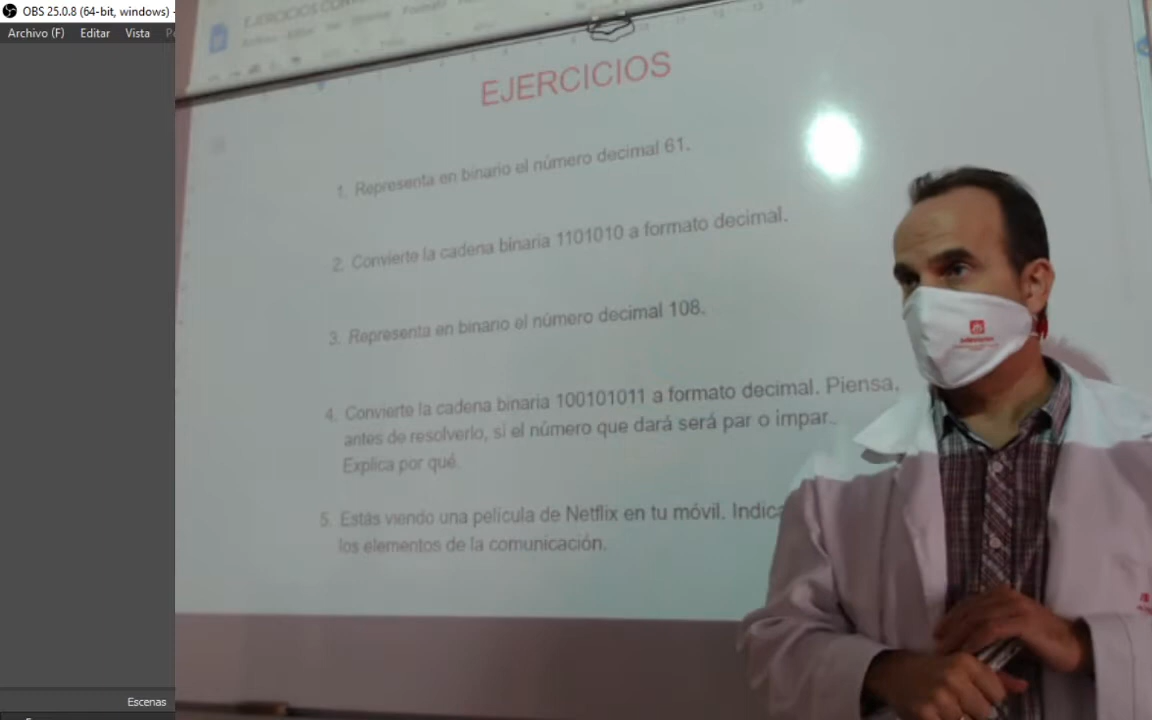 OBS 25.0.8 (64-bit, windows) -
Archivo (F) Editar Vista
EJERCICIOS
EJERCICIOS
1. Representa en binario el número decimal 61.
2. Convierte la cadena binaria 1101010 a formato decimal.
3. Representa en binario el número decimal 108.
4. Convierte la cadena binaria 100101011 a formato decimal. Piensa,
antes de resolverlo, si el número que dará será par o impar.
Explica por qué.
5. Estás viendo una película de Netflix en tu móvil. Indica
los elementos de la comunicación.
Escenas